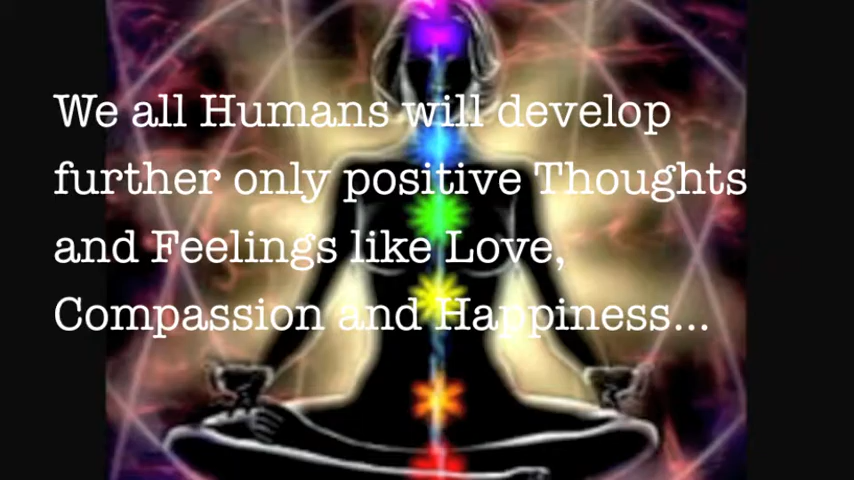 We all Humans will develop
further only positive Thoughts
and Feelings like Love,
Compassion and Happiness...